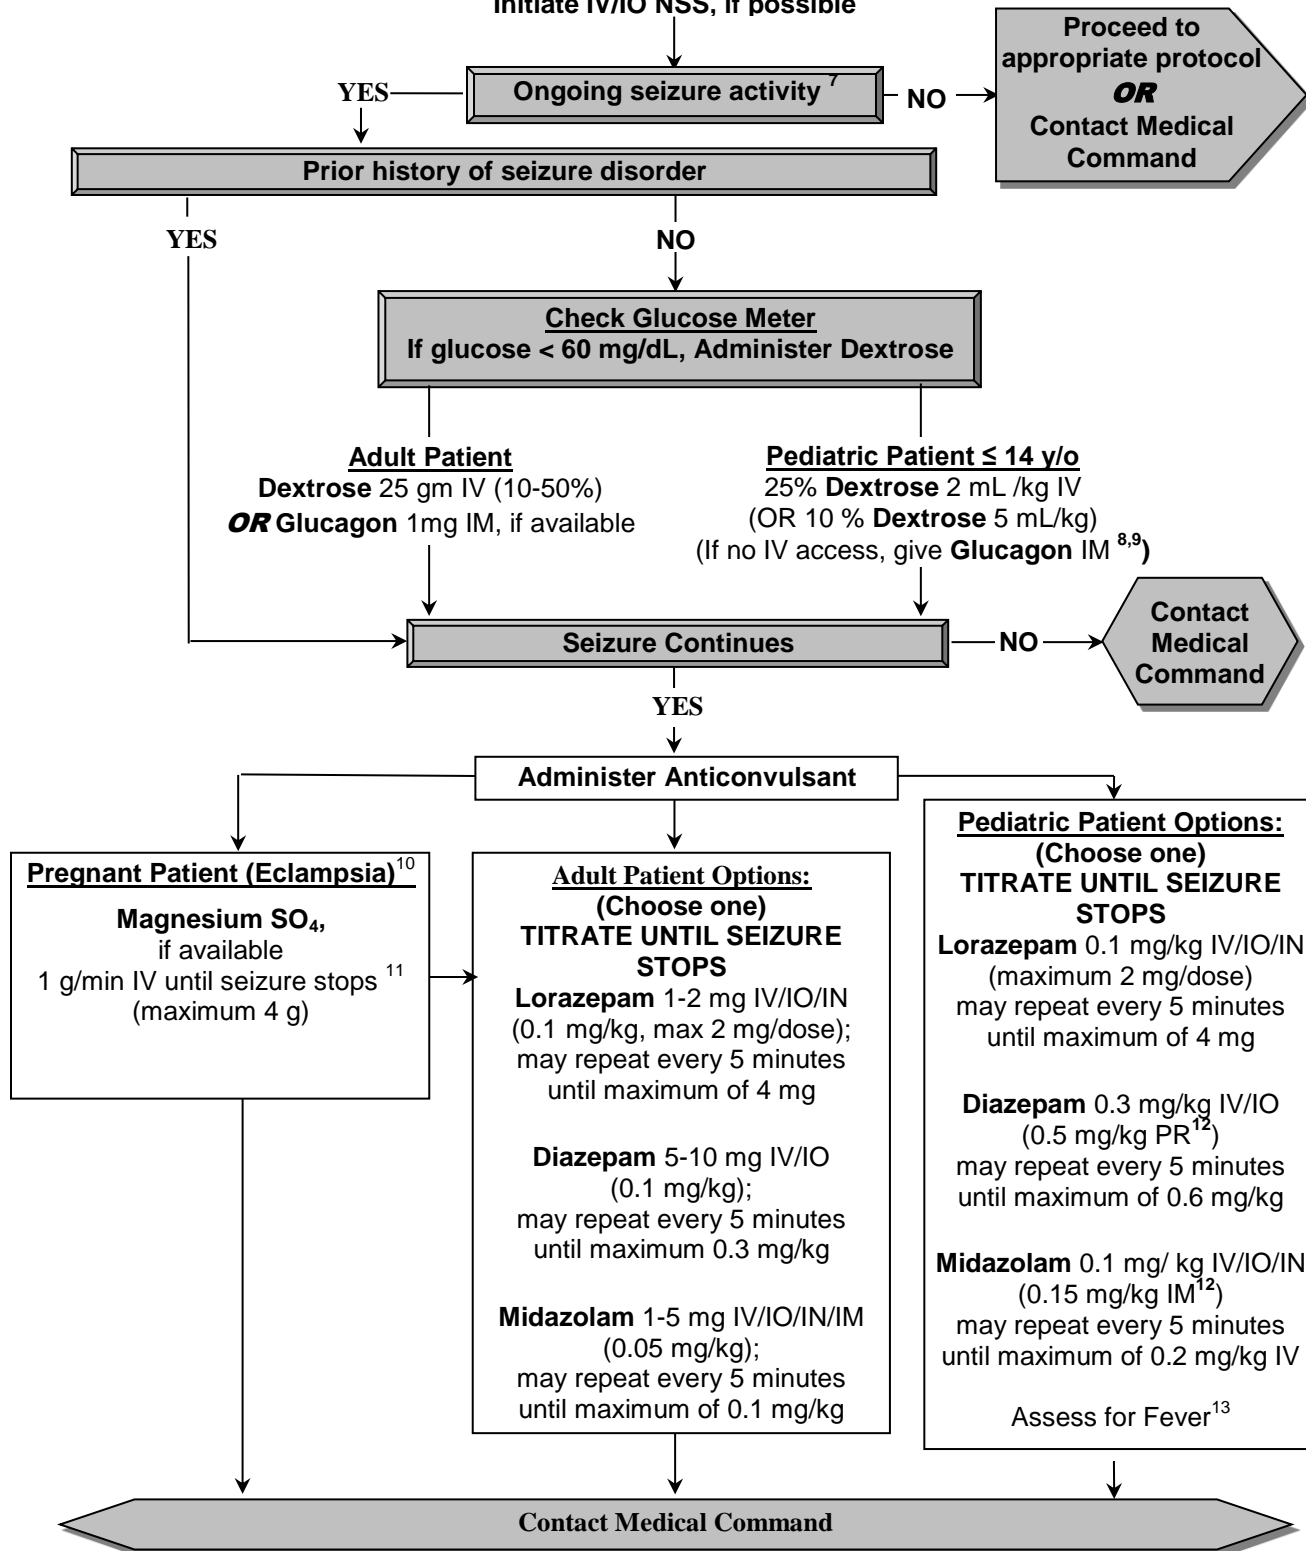 Initiate IV/IO NSS, if possible
Proceed to
appropriate protocol
OR
Contact Medical
Command
Ongoing seizure activity 7
YES
NO
Prior history of seizure disorder
YES
NO
Check Glucose Meter
If glucose < 60 mg/dL, Administer Dextrose
Adult Patient
Dextrose 25 gm IV (10-50%)
OR Glucagon 1mg IM, if available
Pediatric Patient ≤ 14 y/o
25% Dextrose 2 mL /kg IV
(OR 10 % Dextrose 5 mL/kg)
(If no IV access, give Glucagon IM 8,9)
Seizure Continues
NO
Contact
Medical
Command
YES
Administer Anticonvulsant
Pregnant Patient (Eclampsia)10
Magnesium SO4,
if available
1 g/min IV until seizure stops 11
(maximum 4 g)
Adult Patient Options:
(Choose one)
TITRATE UNTIL SEIZURE
STOPS
Lorazepam 1-2 mg IV/IO/IN
(0.1 mg/kg, max 2 mg/dose);
may repeat every 5 minutes
until maximum of 4 mg
Diazepam 5-10 mg IV/IO
(0.1 mg/kg);
may repeat every 5 minutes
until maximum 0.3 mg/kg
Midazolam 1-5 mg IV/IO/IN/IM
(0.05 mg/kg);
may repeat every 5 minutes
until maximum of 0.1 mg/kg
Pediatric Patient Options:
(Choose one)
TITRATE UNTIL SEIZURE
STOPS
Lorazepam 0.1 mg/kg IV/IO/IN
(maximum 2 mg/dose)
may repeat every 5 minutes
until maximum of 4 mg
Diazepam 0.3 mg/kg IV/IO
(0.5 mg/kg PR12)
may repeat every 5 minutes
until maximum of 0.6 mg/kg
Midazolam 0.1 mg/ kg IV/IO/IN
(0.15 mg/kg IM12)
may repeat every 5 minutes
until maximum of 0.2 mg/kg IV
Assess for Fever13
Contact Medical Command